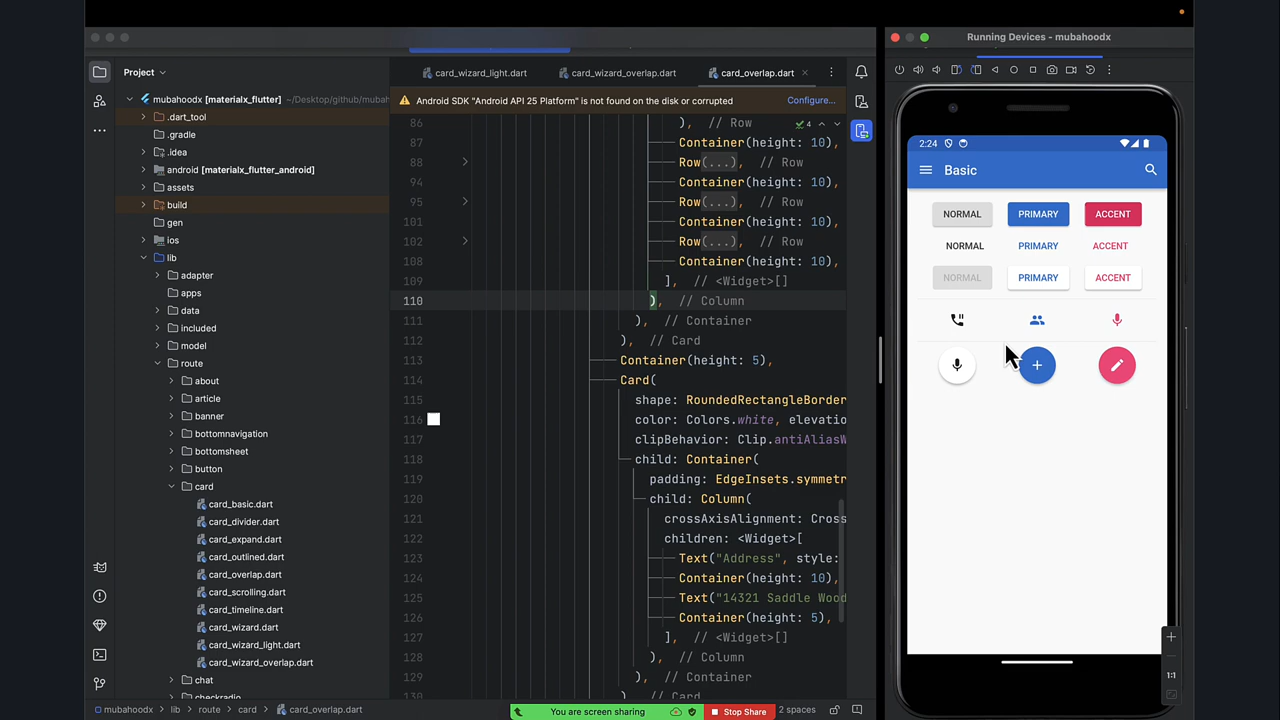 Running Devices - mubahoodx
Project
card_wizard_light.dart
card_wizard_overlap.dart
card_overlap.dart
mubahoodx [materialx_flutter] ~/Desktop/github/mubah
.dart_tool
.gradle
.idea
android [materialx_flutter_android]
assets
build
gen
ios
lib
adapter
apps
data
included
model
route
about
article
banner
bottomnavigation
bottomsheet
button
card
card_basic.dart
card_divider.dart
card_expand.dart
card_outlined.dart
card_overlap.dart
card_scrolling.dart
card_timeline.dart
card_wizard.dart
card_wizard_light.dart
card_wizard_overlap.dart
chat
checkradio
Android SDK "Android API 25 Platform" is not found on the disk or corrupted
Configure...
4
86 ), // Row
87 Container(height: 10),
88 Row(...), // Row
94 Container(height: 10),
95 Row(...), // Row
101 Container(height: 10),
102 Row(...), // Row
108 Container(height: 10),
109 ], // <Widget>[]
110 ), // Column
111 ), // Container
112 ), // Card
113 Container(height: 5),
114 Card(
115 shape: RoundedRectangleBorder
116 color: Colors.white, elevatio
117 clipBehavior: Clip.antiAliasW
118 child: Container(
119 padding: EdgeInsets.symmetr
120 child: Column(
121 crossAxisAlignment: Cross
122 children: <Widget>[
123 Text("Address", style:
124 Container(height: 10),
125 Text("14321 Saddle Wood
126 Container(height: 5),
127 ], // <Widget>[]
128 ), // Column
129 ), // Container
130 ) // Card
2:24
Basic
NORMAL PRIMARY ACCENT
NORMAL PRIMARY ACCENT
NORMAL PRIMARY ACCENT
1:1
mubahoodx > lib > route > card > card_overlap.dart
You are screen sharing
Stop Share
2 spaces